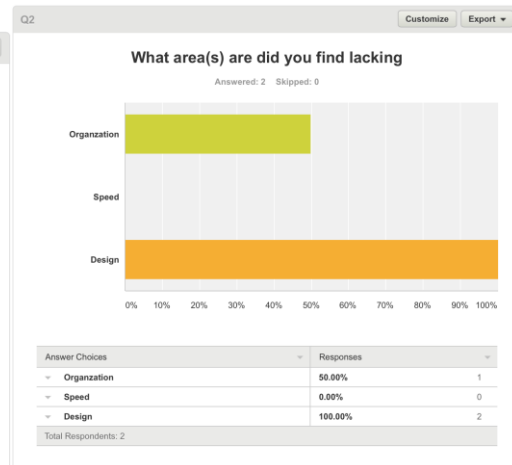 Q2 Customize Export
What area(s) are did you find lacking
Answered: 2 Skipped: 0
Organzation
Speed
Design
0% 10% 20% 30% 40% 50% 60% 70% 80% 90% 100%
Answer Choices Responses
Organzation 50.00% 1
Speed 0.00% 0
Design 100.00% 2
Total Respondents: 2